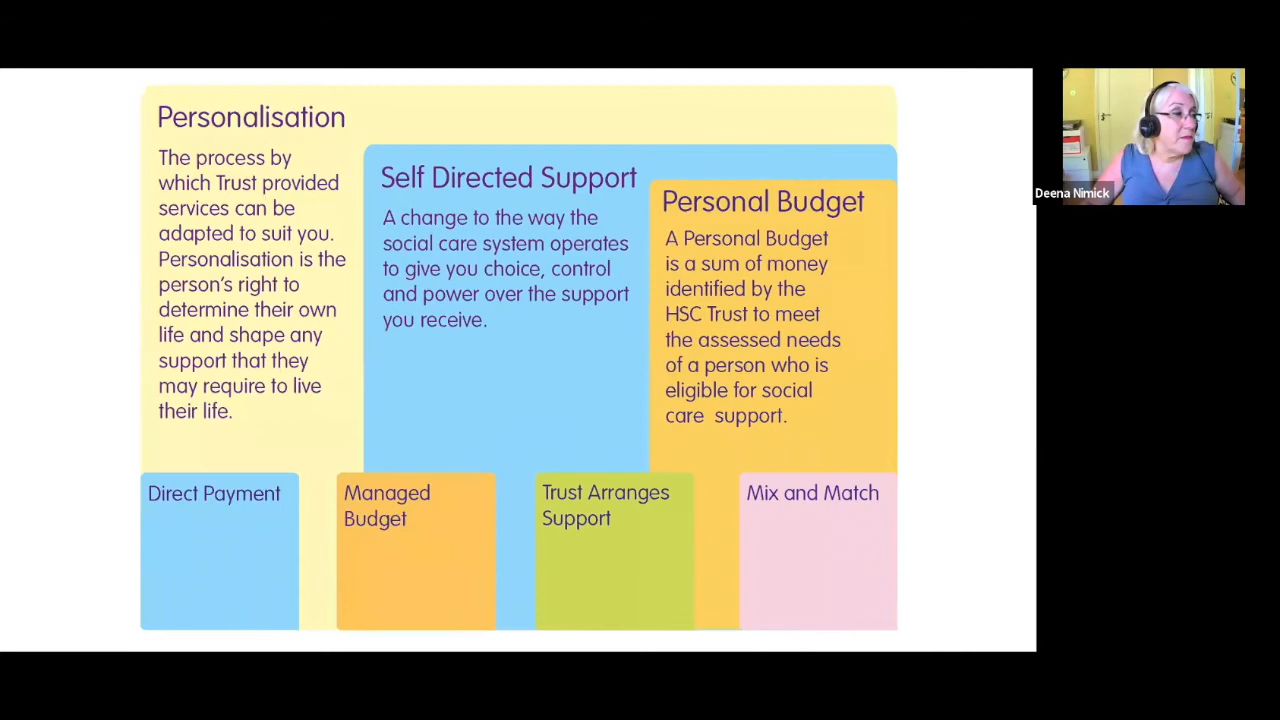 Personalisation
The process by
which Trust provided
services can be
adapted to suit you.
Personalisation is the
person's right to
determine their own
life and shape any
support that they
may require to live
their life.
Self Directed Support
A change to the way the
social care system operates
to give you choice, control
and power over the support
you receive.
Personal Budget
A Personal Budget
is a sum of money
identified by the
HSC Trust to meet
the assessed needs
of a person who is
eligible for social
care support.
Direct Payment
Managed
Budget
Trust Arranges
Support
Mix and Match
Deena Nimick